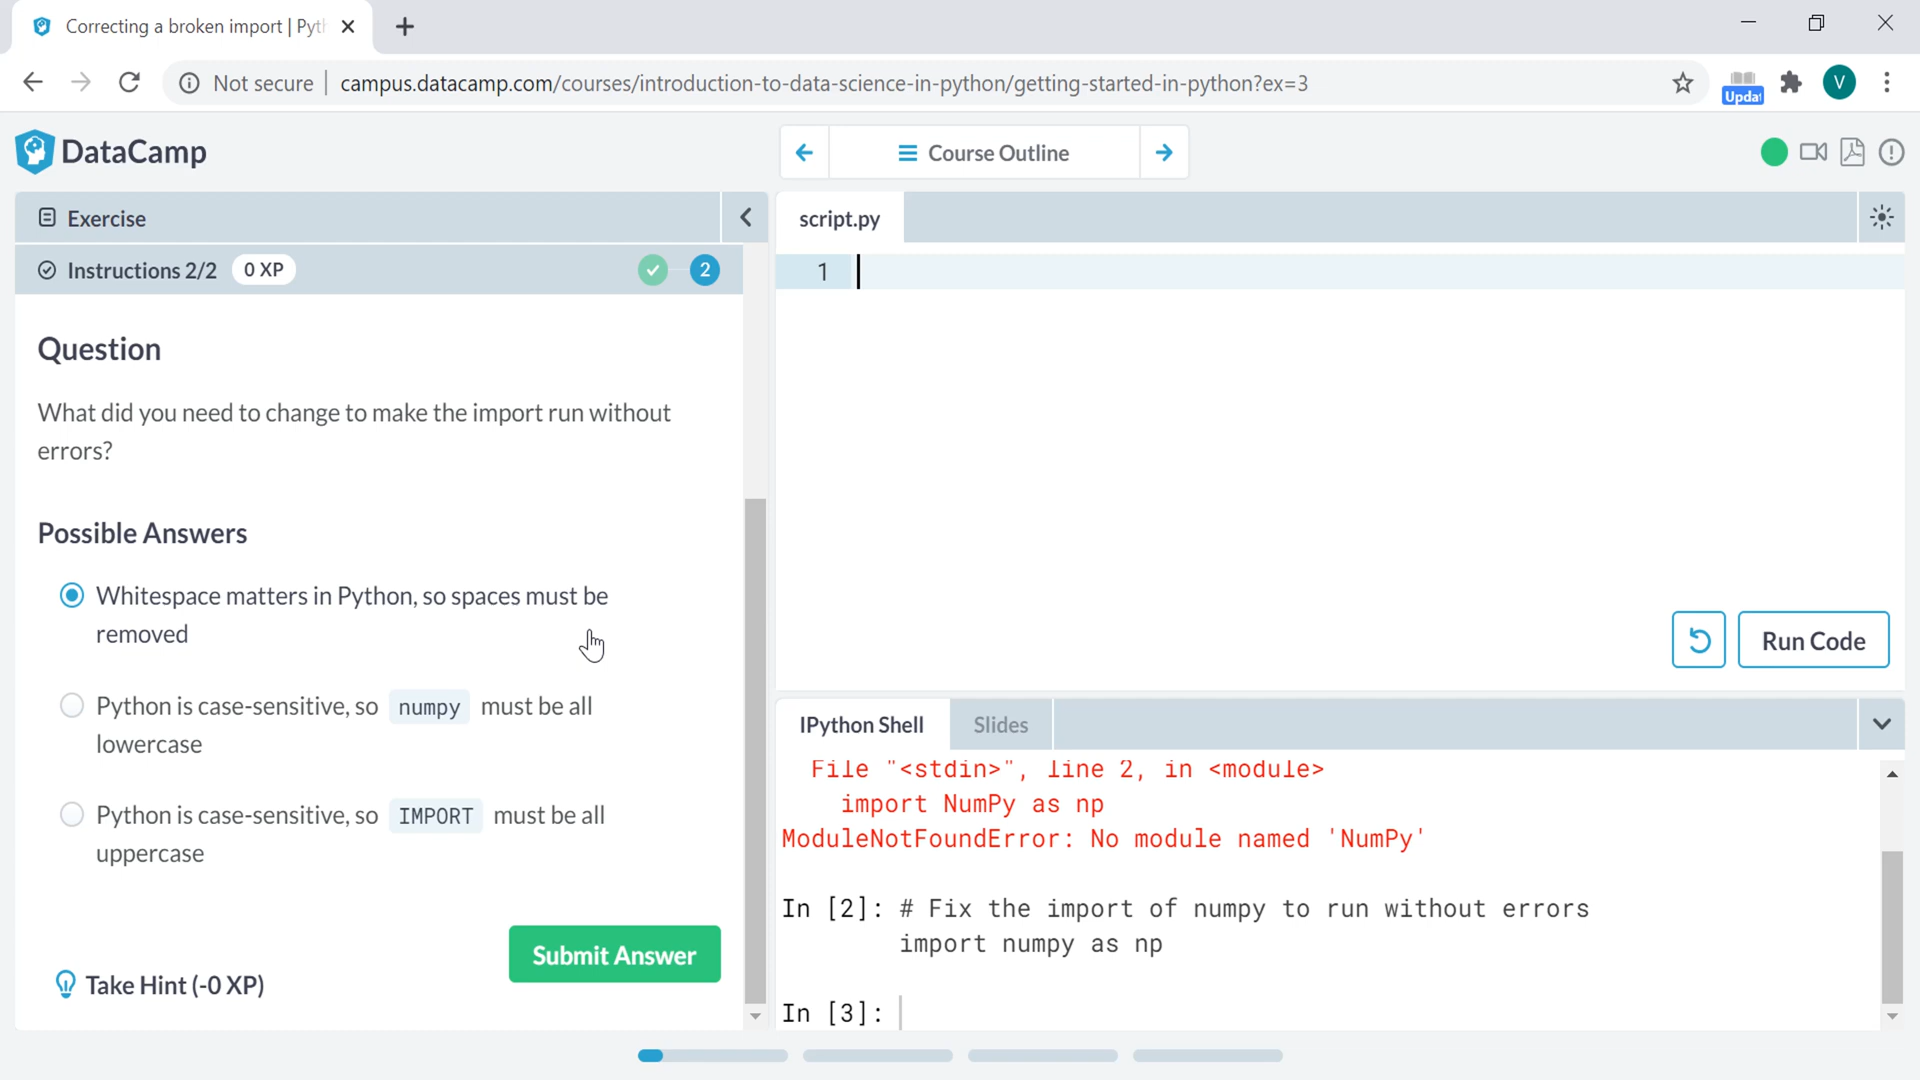 Correcting a broken import | Pyth
Not secure
campus.datacamp.com/courses/introduction-to-data-science-in-python/getting-started-in-python?ex=3
Updat
V
DataCamp
Course Outline
Exercise
Instructions 2/2
0 XP
2
Question
What did you need to change to make the import run without
errors?
Possible Answers
Whitespace matters in Python, so spaces must be
removed
Python is case-sensitive, so numpy must be all
lowercase
Python is case-sensitive, so IMPORT must be all
uppercase
Submit Answer
Take Hint (-0 XP)
script.py
1
Run Code
IPython Shell
Slides
File "<stdin>", line 2, in <module>
import NumPy as np
ModuleNotFoundError: No module named 'NumPy'
In [2]: # Fix the import of numpy to run without errors
import numpy as np
In [3]: